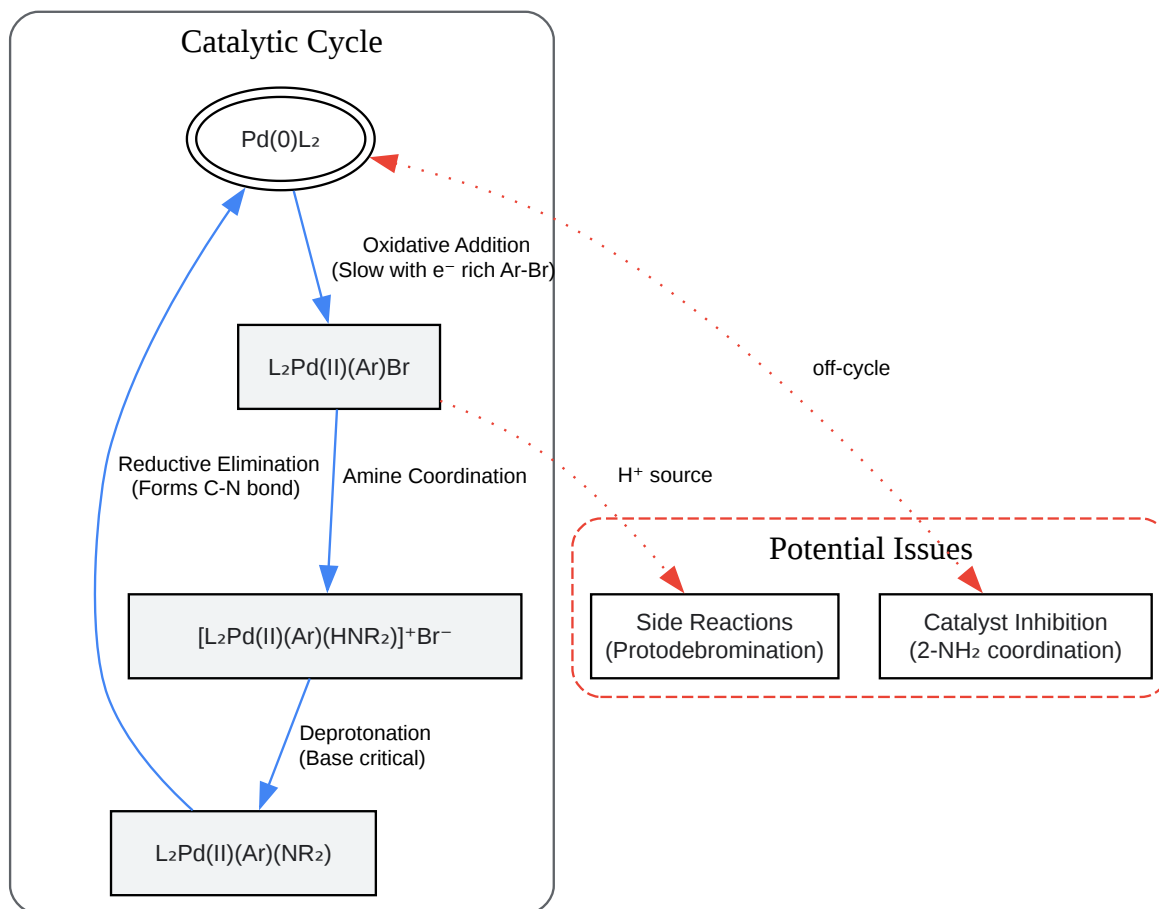 Catalytic Cycle
Pd(0)L₂
Oxidative Addition
(Slow with e⁻ rich Ar-Br)
L₂Pd(II)(Ar)Br
off-cycle
Reductive Elimination
(Forms C-N bond)
Amine Coordination
H⁺ source
Potential Issues
[L₂Pd(II)(Ar)(HNR₂)]⁺Br⁻
Side Reactions
(Protodebromination)
Catalyst Inhibition
(2-NH₂ coordination)
Deprotonation
(Base critical)
L₂Pd(II)(Ar)(NR₂)